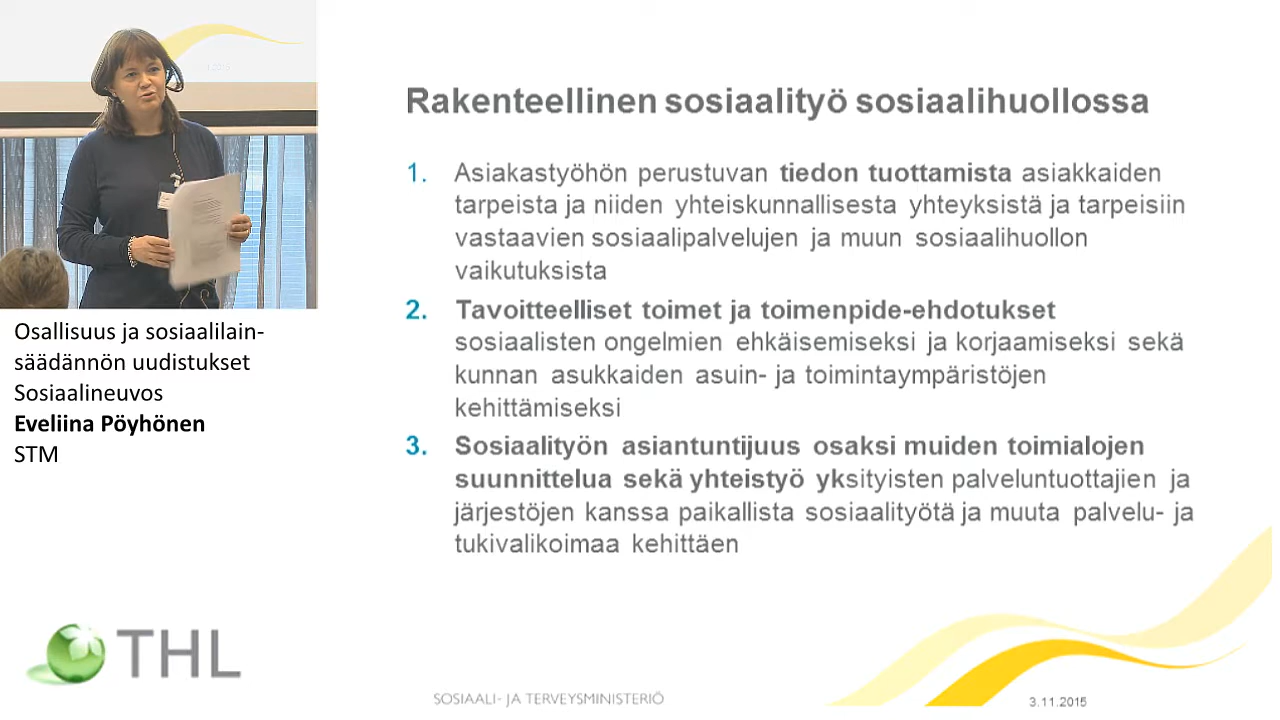 Rakenteellinen sosiaalityö sosiaalihuollossa
1. Asiakastyöhön perustuvan tiedon tuottamista asiakkaiden
tarpeista ja niiden yhteiskunnallisesta yhteyksistä ja tarpeisiin
vastaavien sosiaalipalvelujen ja muun sosiaalihuollon
vaikutuksista
2. Tavoitteelliset toimet ja toimenpide-ehdotukset
sosiaalisten ongelmien ehkäisemiseksi ja korjaamiseksi sekä
kunnan asukkaiden asuin- ja toimintaympäristöjen
kehittämiseksi
3. Sosiaalityön asiantuntijuus osaksi muiden toimialojen
suunnittelua sekä yhteistyö yksityisten palveluntuottajien ja
järjestöjen kanssa paikallista sosiaalityötä ja muuta palvelu- ja
tukivalikoimaa kehittäen
Osallisuus ja sosiaalilain-
säädännön uudistukset
Sosiaalineuvos
Eveliina Pöyhönen
STM
THL
SOSIAALI- JA TERVEYSMINISTERIÖ
3.11.2015